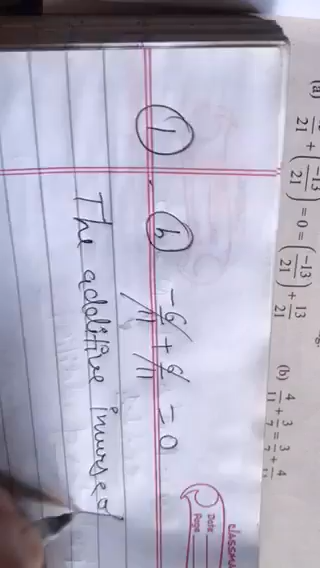 (a) 13/21 + (-13/21) = 0 = (-13/21) + 13/21
(b) 4/11 + 3/7 = 3/7 + 4/11
classma
Date
Page
① . ⓑ -6/11 + 6/11 = 0
The additive inverse of